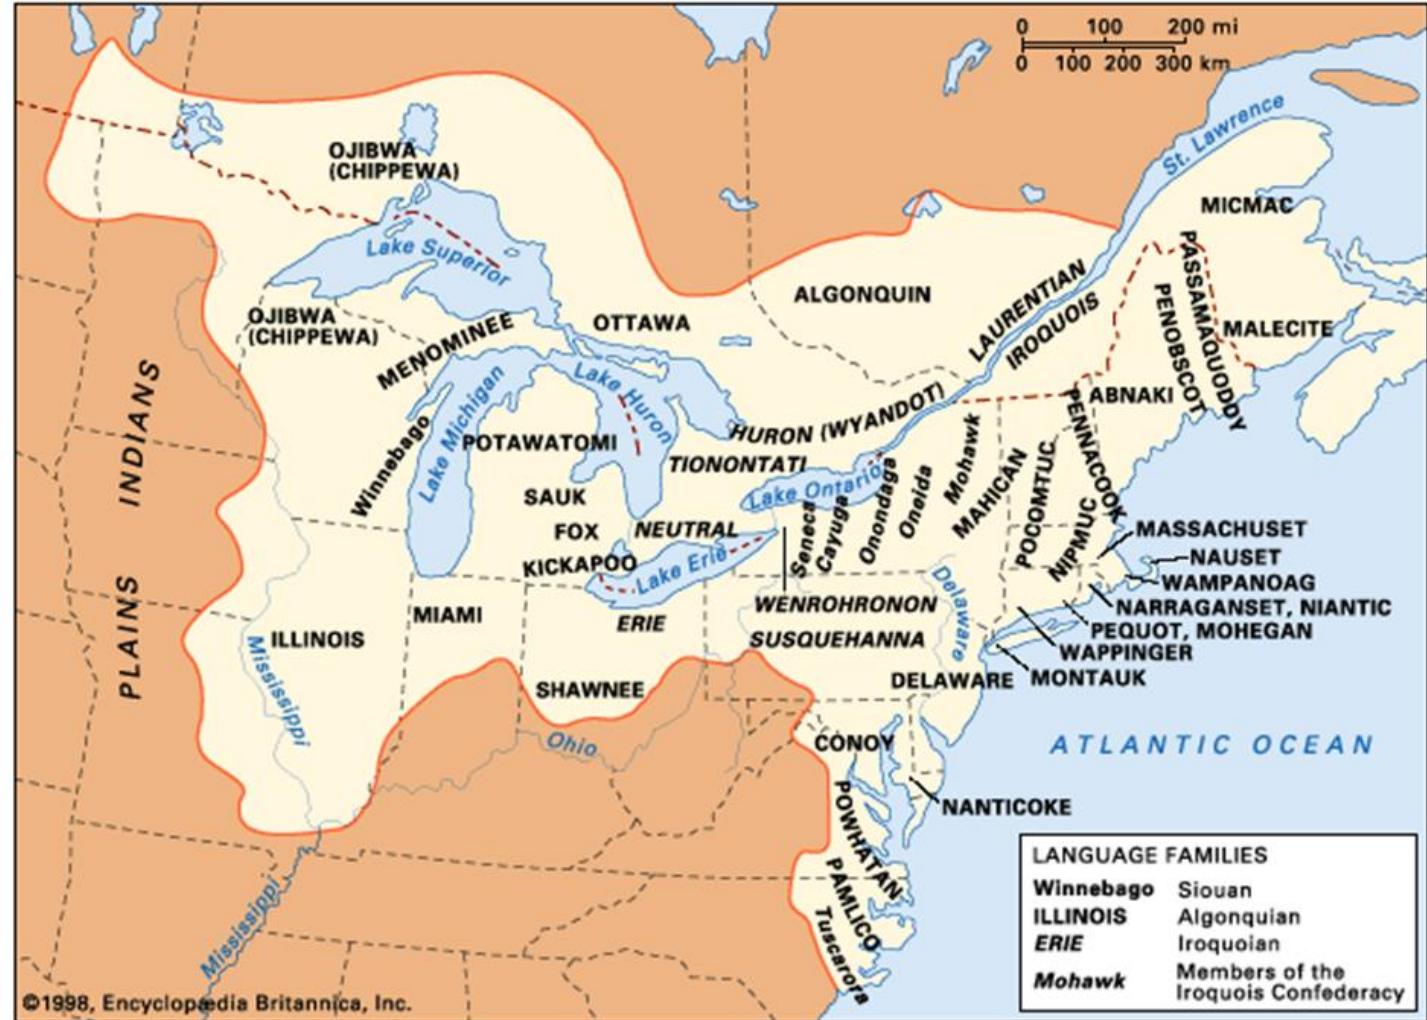 0 100 200 mi
0 100 200 300 km
St. Lawrence
OJIBWA
(CHIPPEWA)
MICMAC
Lake Superior
PASSAMAQUODDY
PENOBSCOT
ALGONQUIN
LAURENTIAN
IROQUOIS
OJIBWA
(CHIPPEWA)
OTTAWA
MALECITE
MENOMINEE
Lake Huron
Lake Michigan
ABNAKI
PENNACOOK
PLAINS INDIANS
Winnebago
POTAWATOMI
HURON (WYANDOT)
TIONONTATI
Lake Ontario
Mohawk
MAHICAN
POCOMTUC
NIPMUC
SAUK
FOX
NEUTRAL
Seneca
Cayuga
Onondaga
Oneida
MASSACHUSET
NAUSET
WAMPANOAG
NARRAGANSET, NIANTIC
PEQUOT, MOHEGAN
WAPPINGER
MONTAUK
KICKAPOO
Lake Erie
MIAMI
ERIE
WENROHRONON
SUSQUEHANNA
Delaware
DELAWARE
ILLINOIS
Mississippi
SHAWNEE
Ohio
CONOY
ATLANTIC OCEAN
NANTICOKE
POWHATAN
PAMLICO
Tuscarora
Mississippi
LANGUAGE FAMILIES
Winnebago Siouan
ILLINOIS Algonquian
ERIE Iroquoian
Mohawk Members of the
Iroquois Confederacy
©1998, Encyclopædia Britannica, Inc.